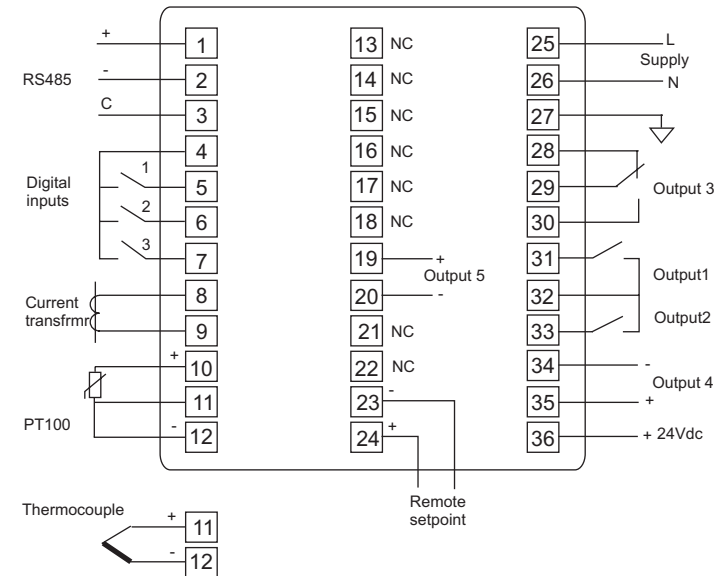 + 1
RS485 - 2
C 3
4
Digital
inputs
1 5
2 6
3 7
Current
transfrmr
8
9
+ 10
11
PT100 - 12
Thermocouple
+ 11
- 12
13 NC
14 NC
15 NC
16 NC
17 NC
18 NC
19 +
Output 5
20 -
21 NC
22 NC
23 -
24 +
Remote
setpoint
25 L
Supply
26 N
27
28
29 Output 3
30
31
Output1
32
Output2
33
34 -
Output 4
35 +
36 + 24Vdc